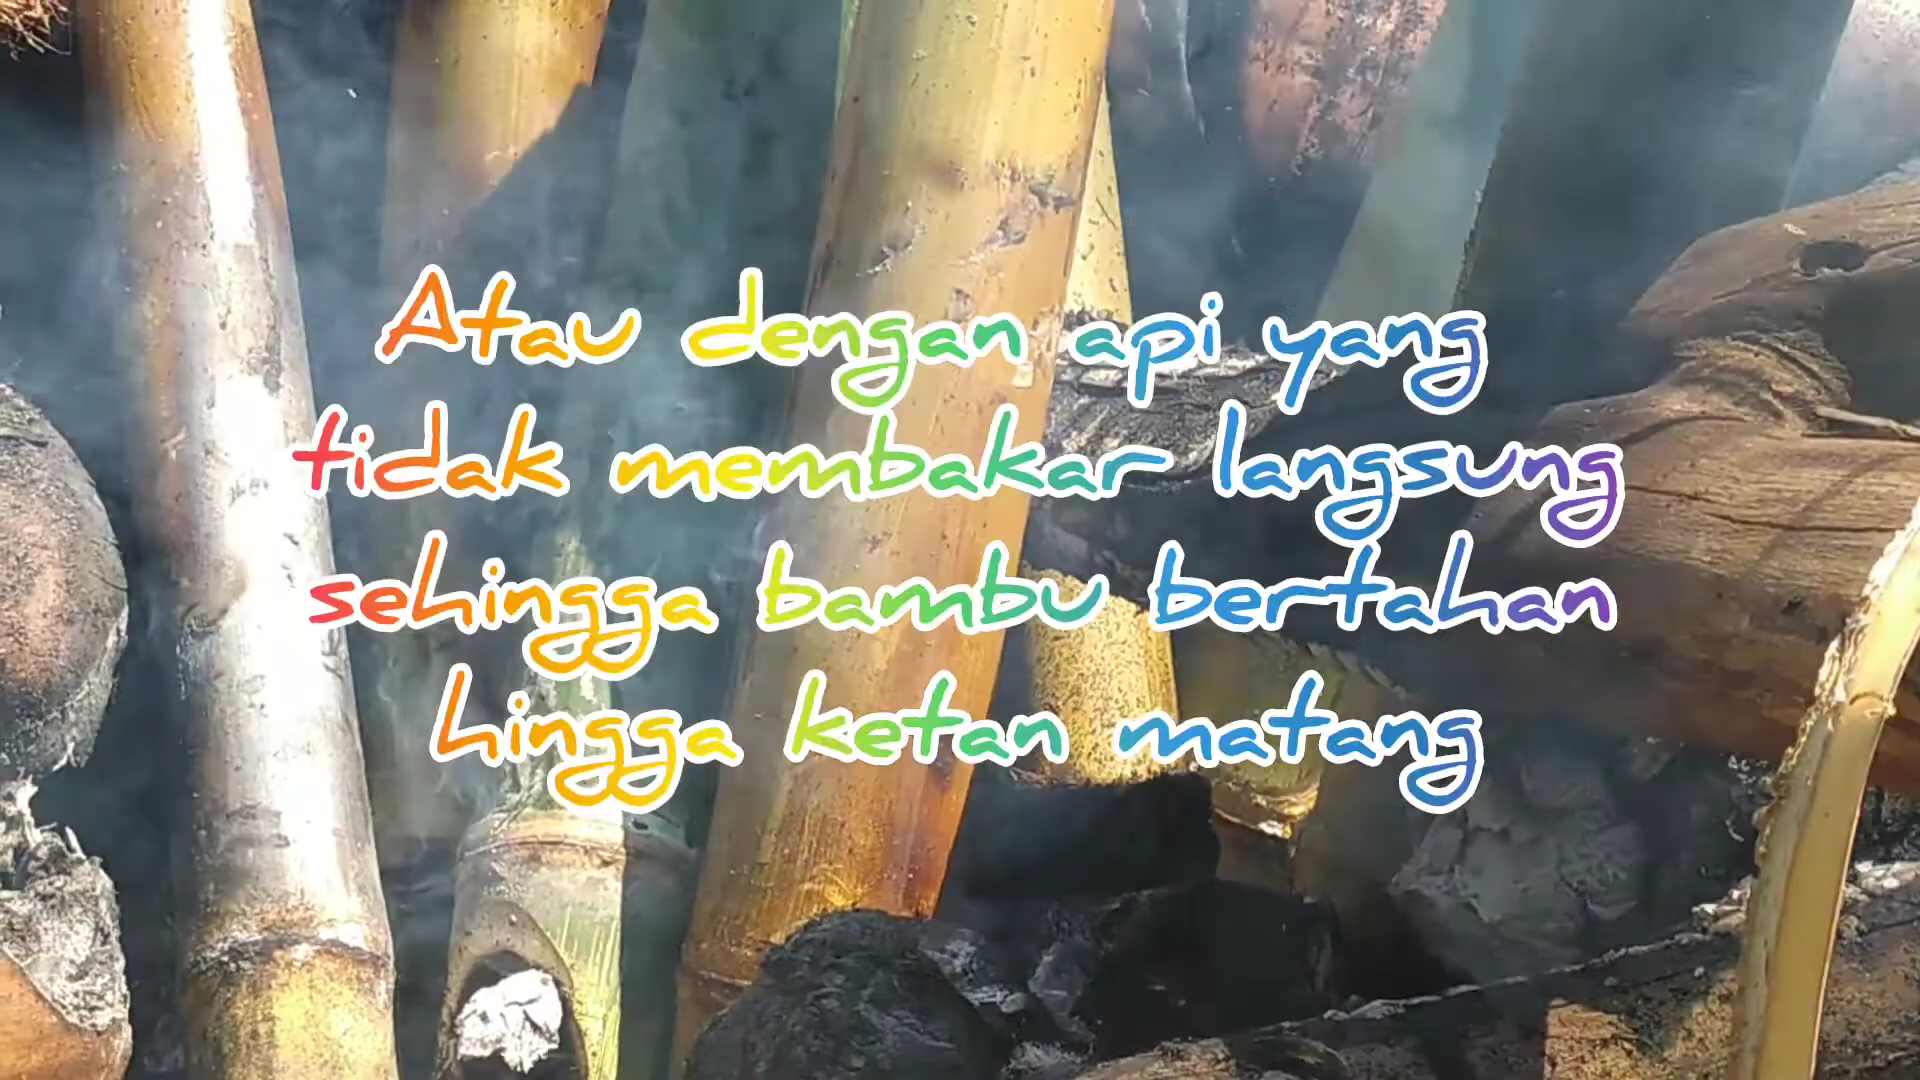 Atau dengan api yang
tidak membakar langsung
sehingga bambu bertahan
hingga ketan matang